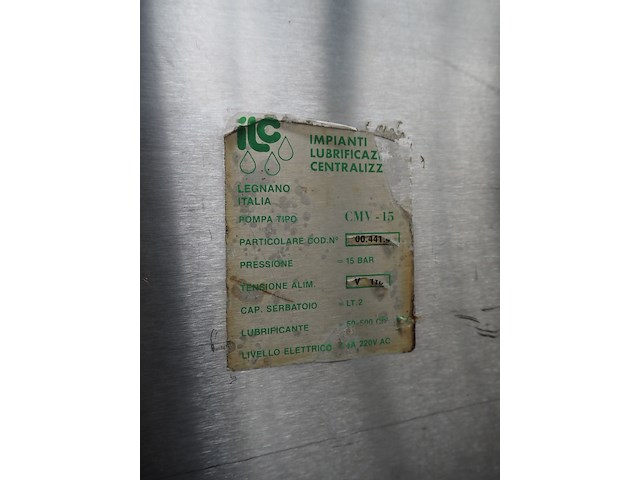 ilc
IMPIANTI
LUBRIFICAZ
CENTRALIZZ
LEGNANO
ITALIA
POMPA TIPO CMV - 15
PARTICOLARE COD. N° 00.441.
PRESSIONE 15 BAR
TENSIONE ALIM. V
CAP. SERBATOIO LT. 2
LUBRIFICANTE
LIVELLO ELETTRICO 1A 220V AC